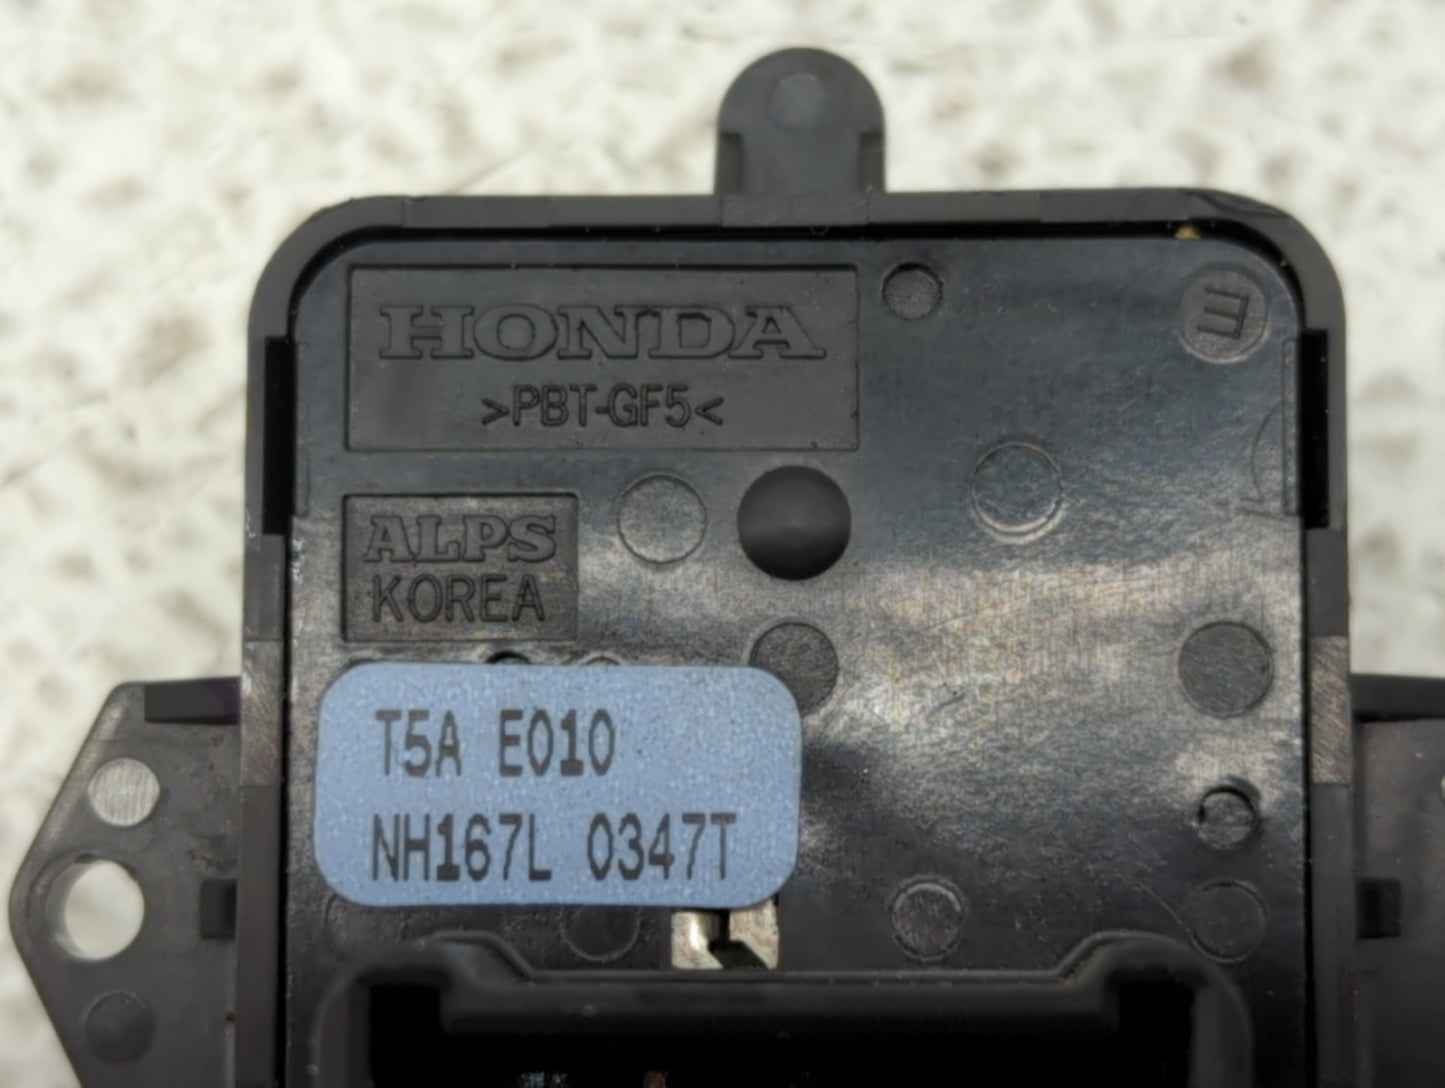 HONDA
>PBT-GF5<
E
ALPS
KOREA
T5A E010
NH167L 0347T